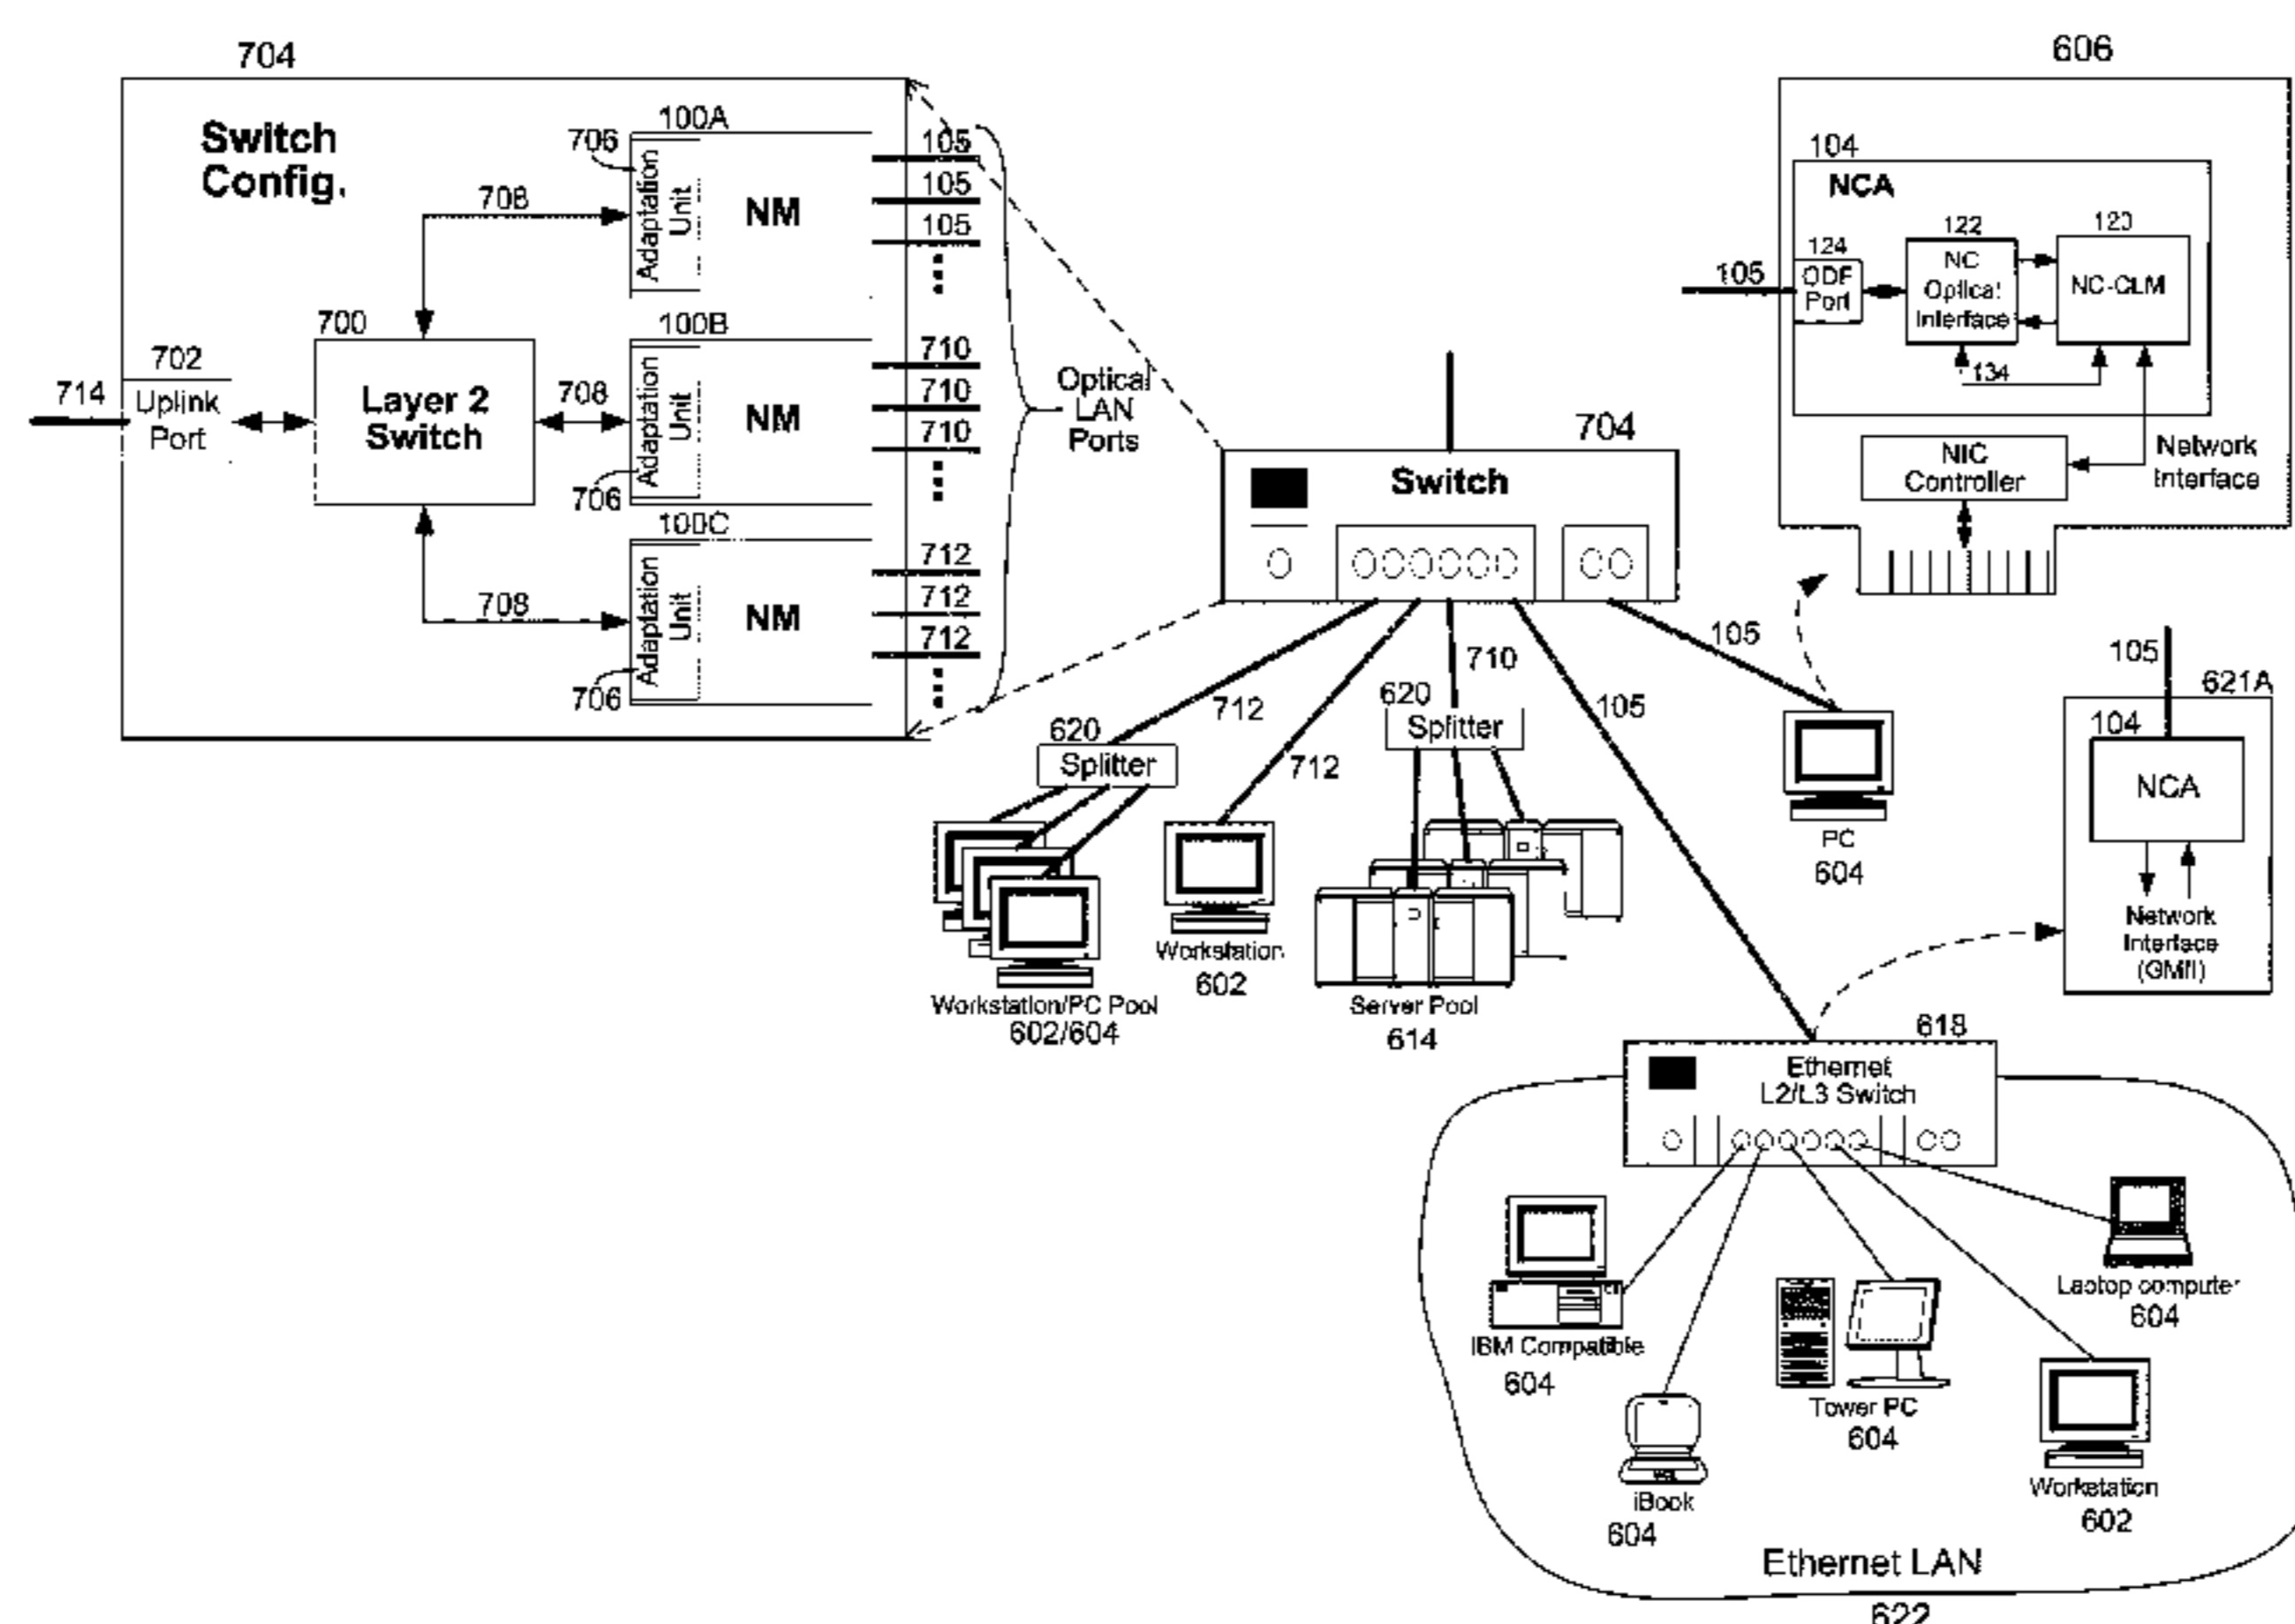 704
Switch
Config.
714
702
Uplink
Port
700
Layer 2
Switch
708
708
708
706
100A
Adaptation
Unit
NM
105
105
105
100B
Adaptation
Unit
706
NM
710
710
710
100C
Adaptation
Unit
706
NM
712
712
712
Optical
LAN
Ports
704
Switch
606
104
NCA
105
124
ODF
Port
122
NC
Optical
Interface
120
NC-CLM
134
NIC
Controller
Network
Interface
105
621A
104
NCA
Network
Interface
(GMII)
712
620
Splitter
712
710
620
Splitter
105
105
Workstation/PC Pool
602/604
Workstation
602
Server Pool
614
PC
604
618
Ethernet
L2/L3 Switch
IBM Compatible
604
iBook
604
Tower PC
604
Workstation
602
Laptop computer
604
Ethernet LAN
622